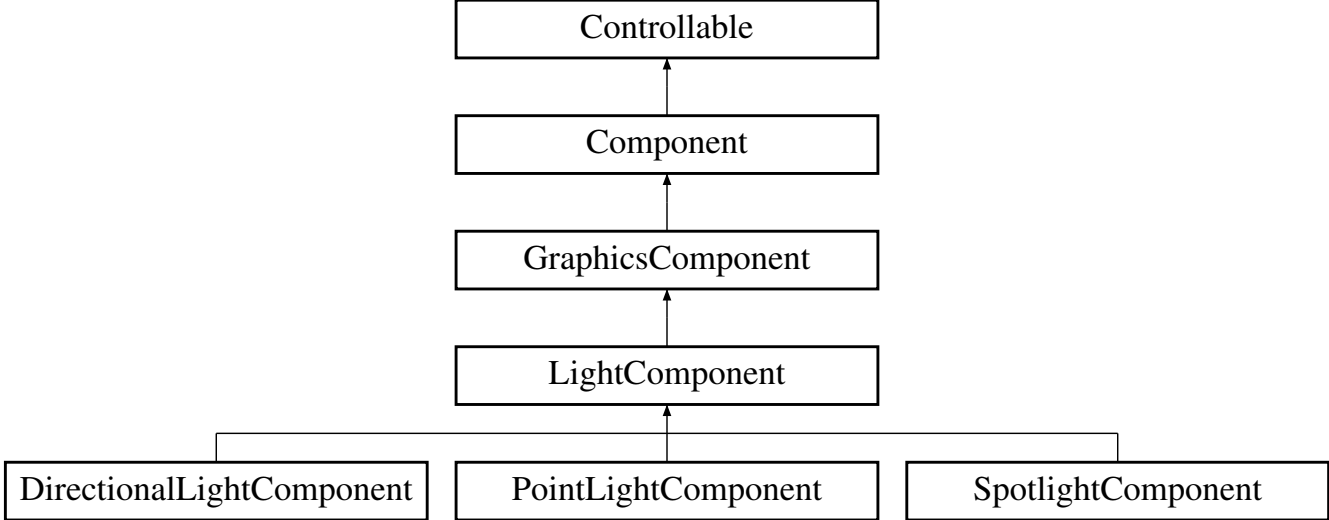 Controllable
Component
GraphicsComponent
LightComponent
DirectionalLightComponent
PointLightComponent
SpotlightComponent